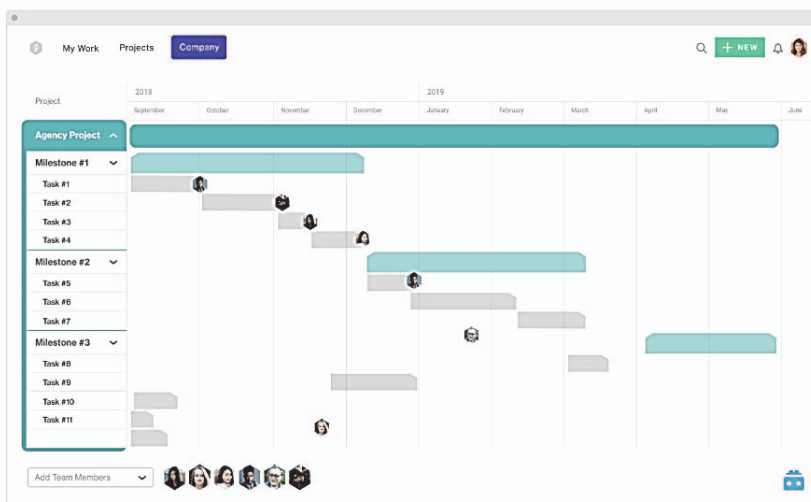 My Work Projects Company + NEW
2018 2019
Project
September October November December January February March April May June
Agency Project
Milestone #1
Task #1
Task #2
Task #3
Task #4
Milestone #2
Task #5
Task #6
Task #7
Milestone #3
Task #8
Task #9
Task #10
Task #11
Add Team Members